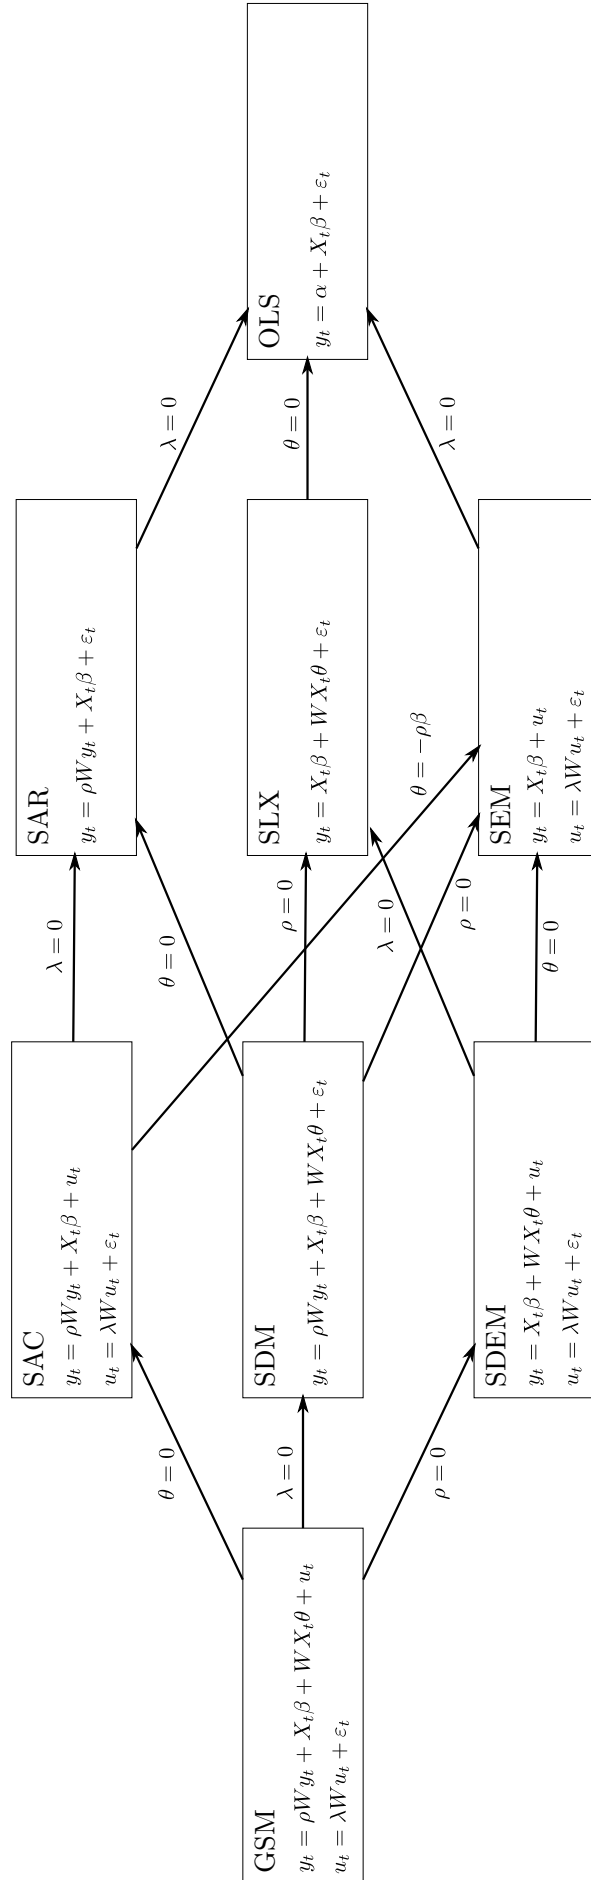 GSM
y_t = ρWy_t + X_tβ + WX_tθ + u_t
u_t = λWu_t + ε_t
θ = 0
λ = 0
ρ = 0
SAC
y_t = ρWy_t + X_tβ + u_t
u_t = λWu_t + ε_t
SDM
y_t = ρWy_t + X_tβ + WX_tθ + ε_t
SDEM
y_t = X_tβ + WX_tθ + u_t
u_t = λWu_t + ε_t
λ = 0
θ = 0
ρ = 0
θ = −ρβ
λ = 0
ρ = 0
θ = 0
SAR
y_t = ρWy_t + X_tβ + ε_t
SLX
y_t = X_tβ + WX_tθ + ε_t
SEM
y_t = X_tβ + u_t
u_t = λWu_t + ε_t
λ = 0
θ = 0
λ = 0
OLS
y_t = α + X_tβ + ε_t